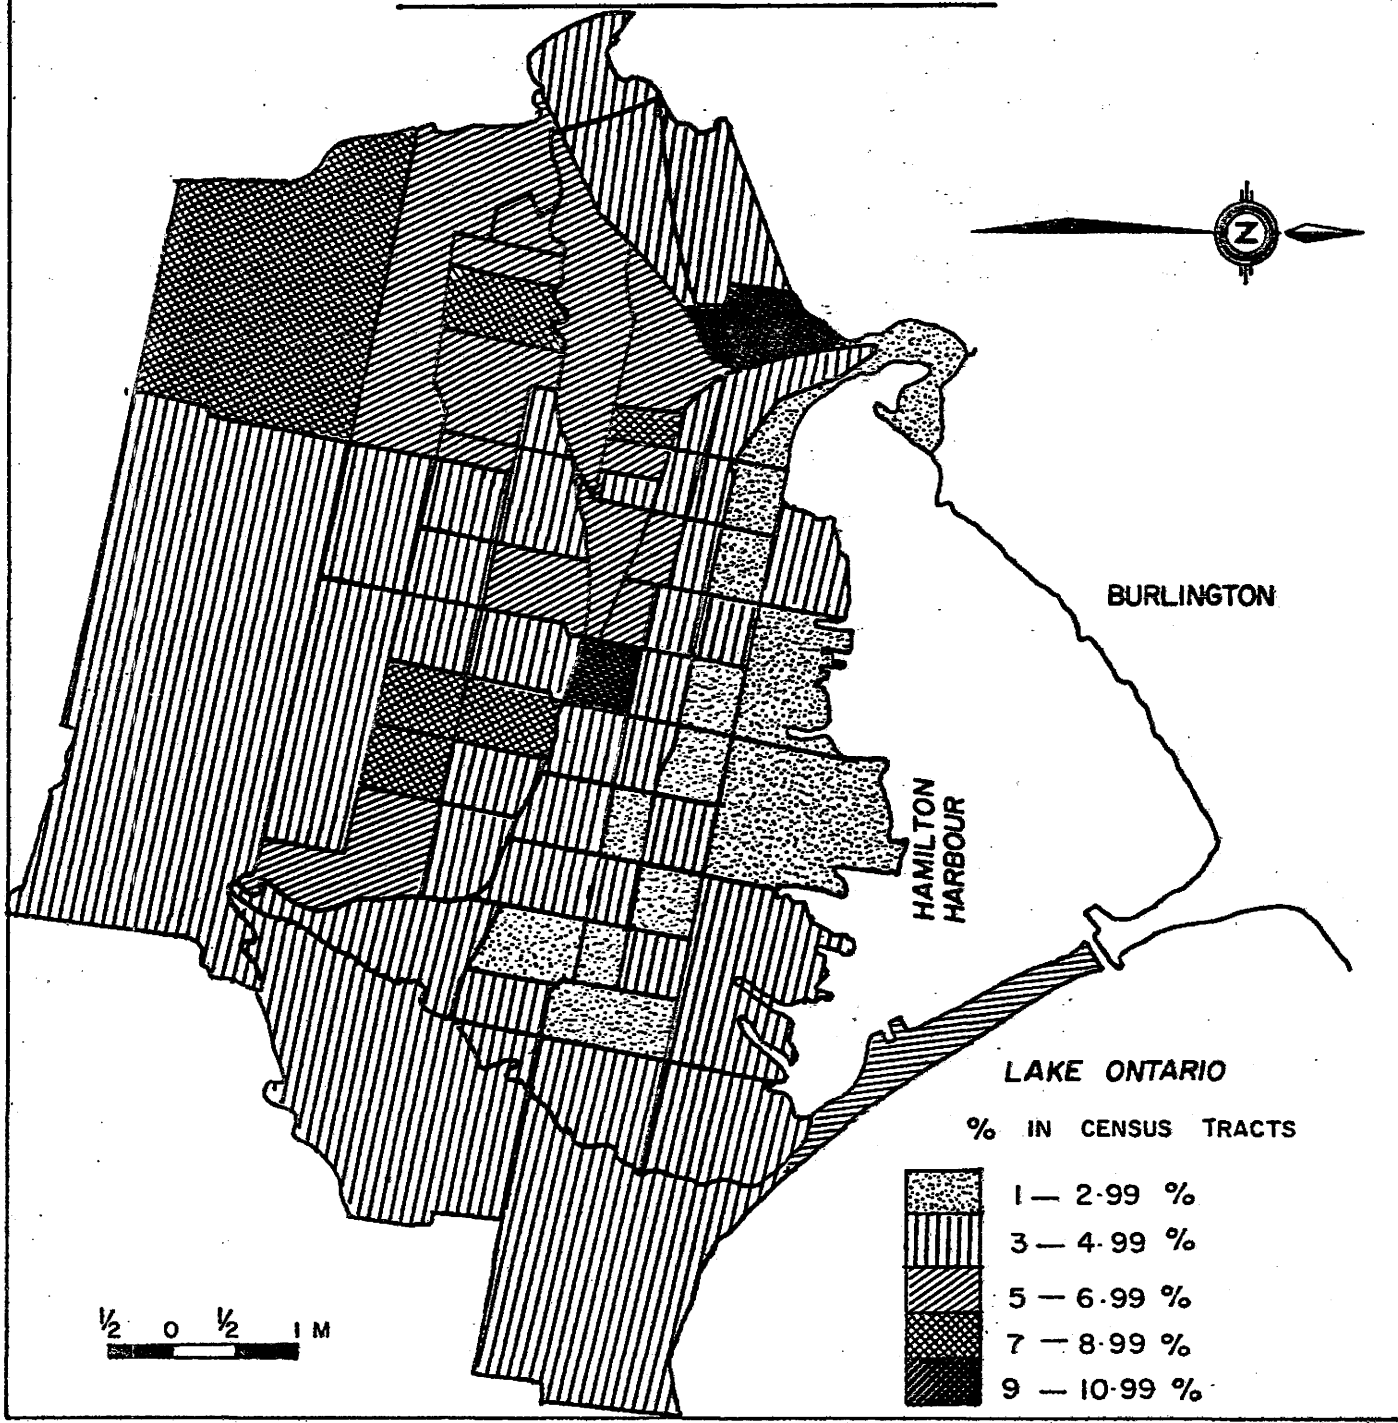 N
BURLINGTON
HAMILTON
HARBOUR
LAKE ONTARIO
% IN CENSUS TRACTS
1 — 2·99 %
3 — 4·99 %
5 — 6·99 %
7 — 8·99 %
9 — 10·99 %
½ 0 ½ 1 M